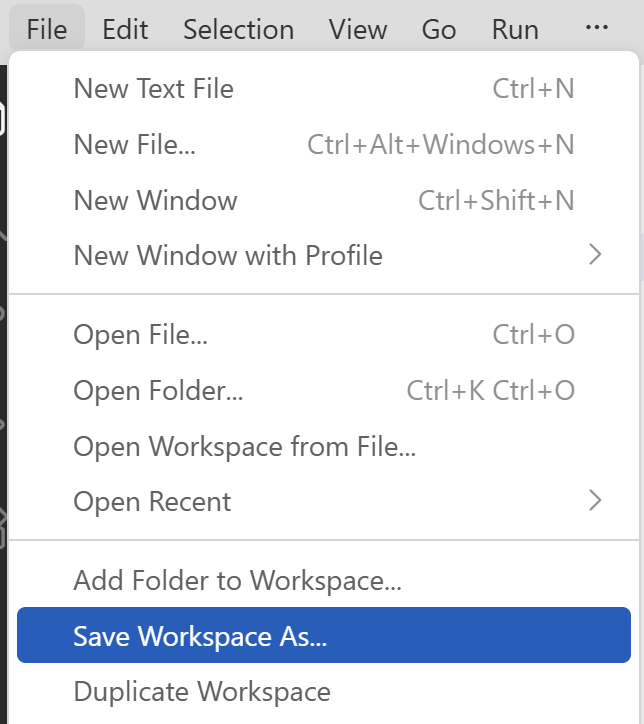 File Edit Selection View Go Run ...
New Text File Ctrl+N
New File... Ctrl+Alt+Windows+N
New Window Ctrl+Shift+N
New Window with Profile
Open File... Ctrl+O
Open Folder... Ctrl+K Ctrl+O
Open Workspace from File...
Open Recent
Add Folder to Workspace...
Save Workspace As...
Duplicate Workspace